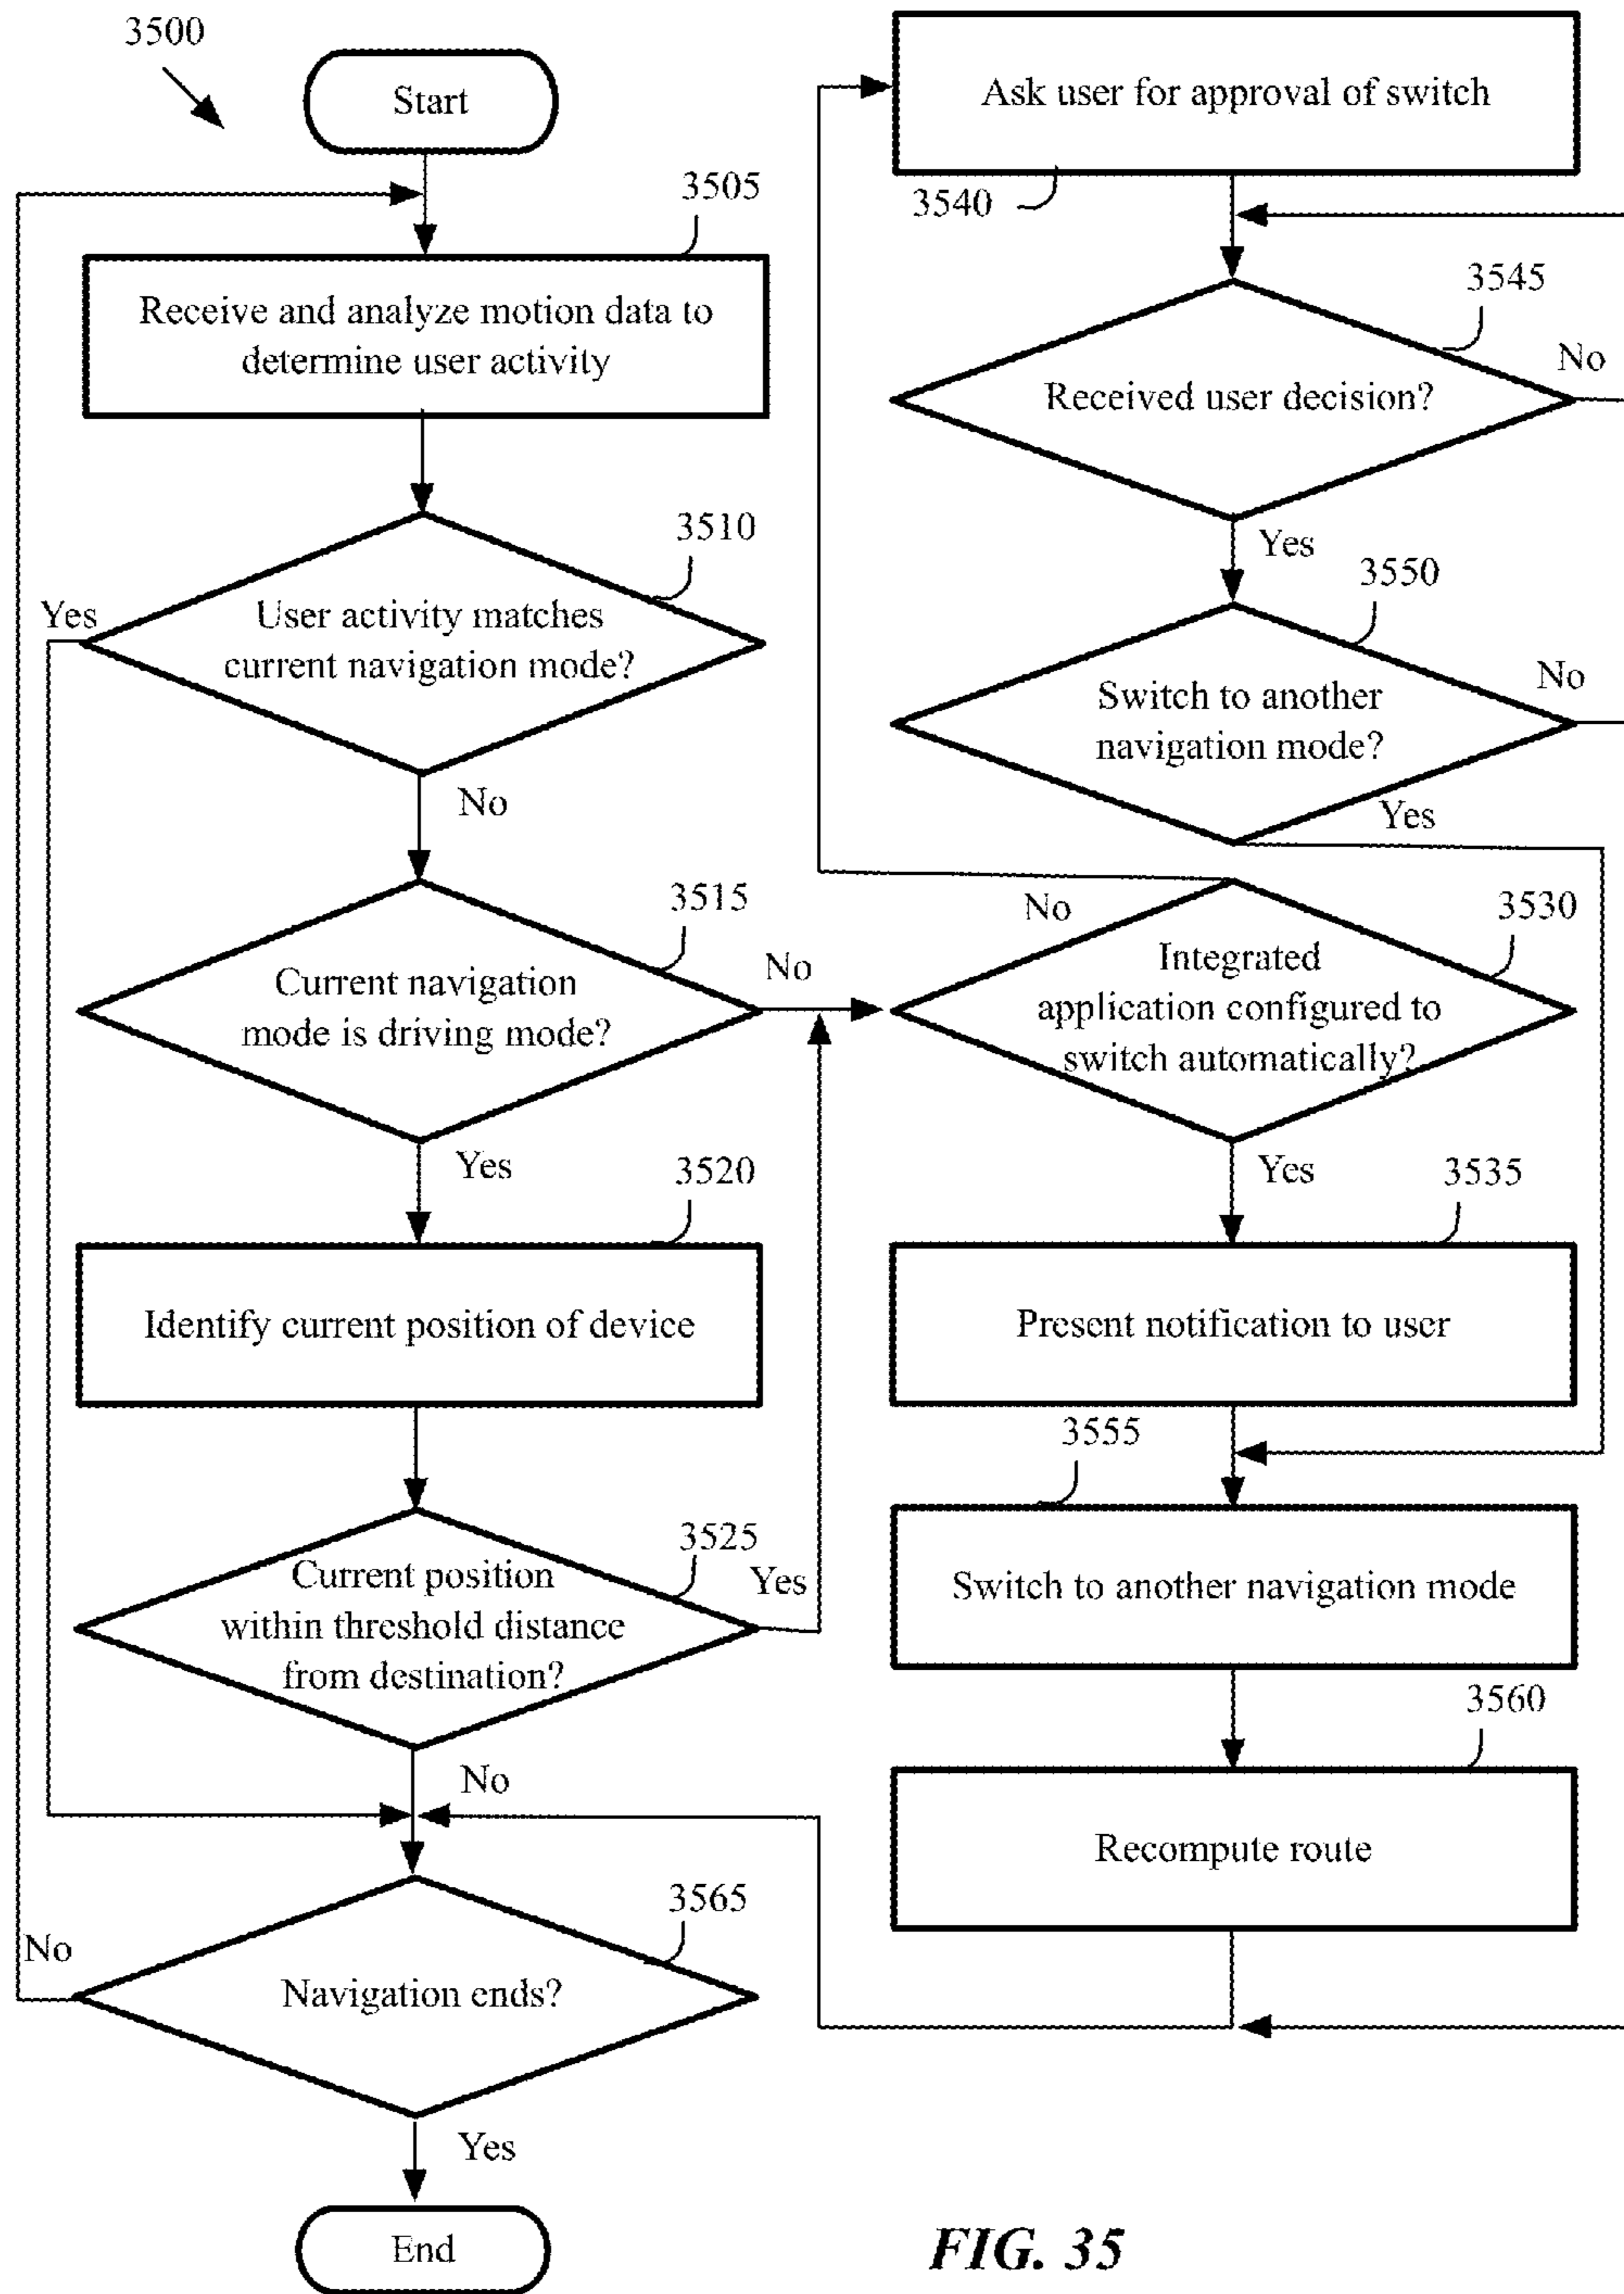 3500
Start
3505
Receive and analyze motion data to
determine user activity
3510
Yes
User activity matches
current navigation mode?
No
3515
Current navigation
mode is driving mode?
No
Yes
3520
Identify current position of device
3525
Current position
within threshold distance
from destination?
Yes
No
3565
No
Navigation ends?
Yes
End
Ask user for approval of switch
3540
3545
Received user decision?
No
Yes
3550
Switch to another
navigation mode?
No
Yes
3530
No
Integrated
application configured to
switch automatically?
Yes
3535
Present notification to user
3555
Switch to another navigation mode
3560
Recompute route
FIG. 35